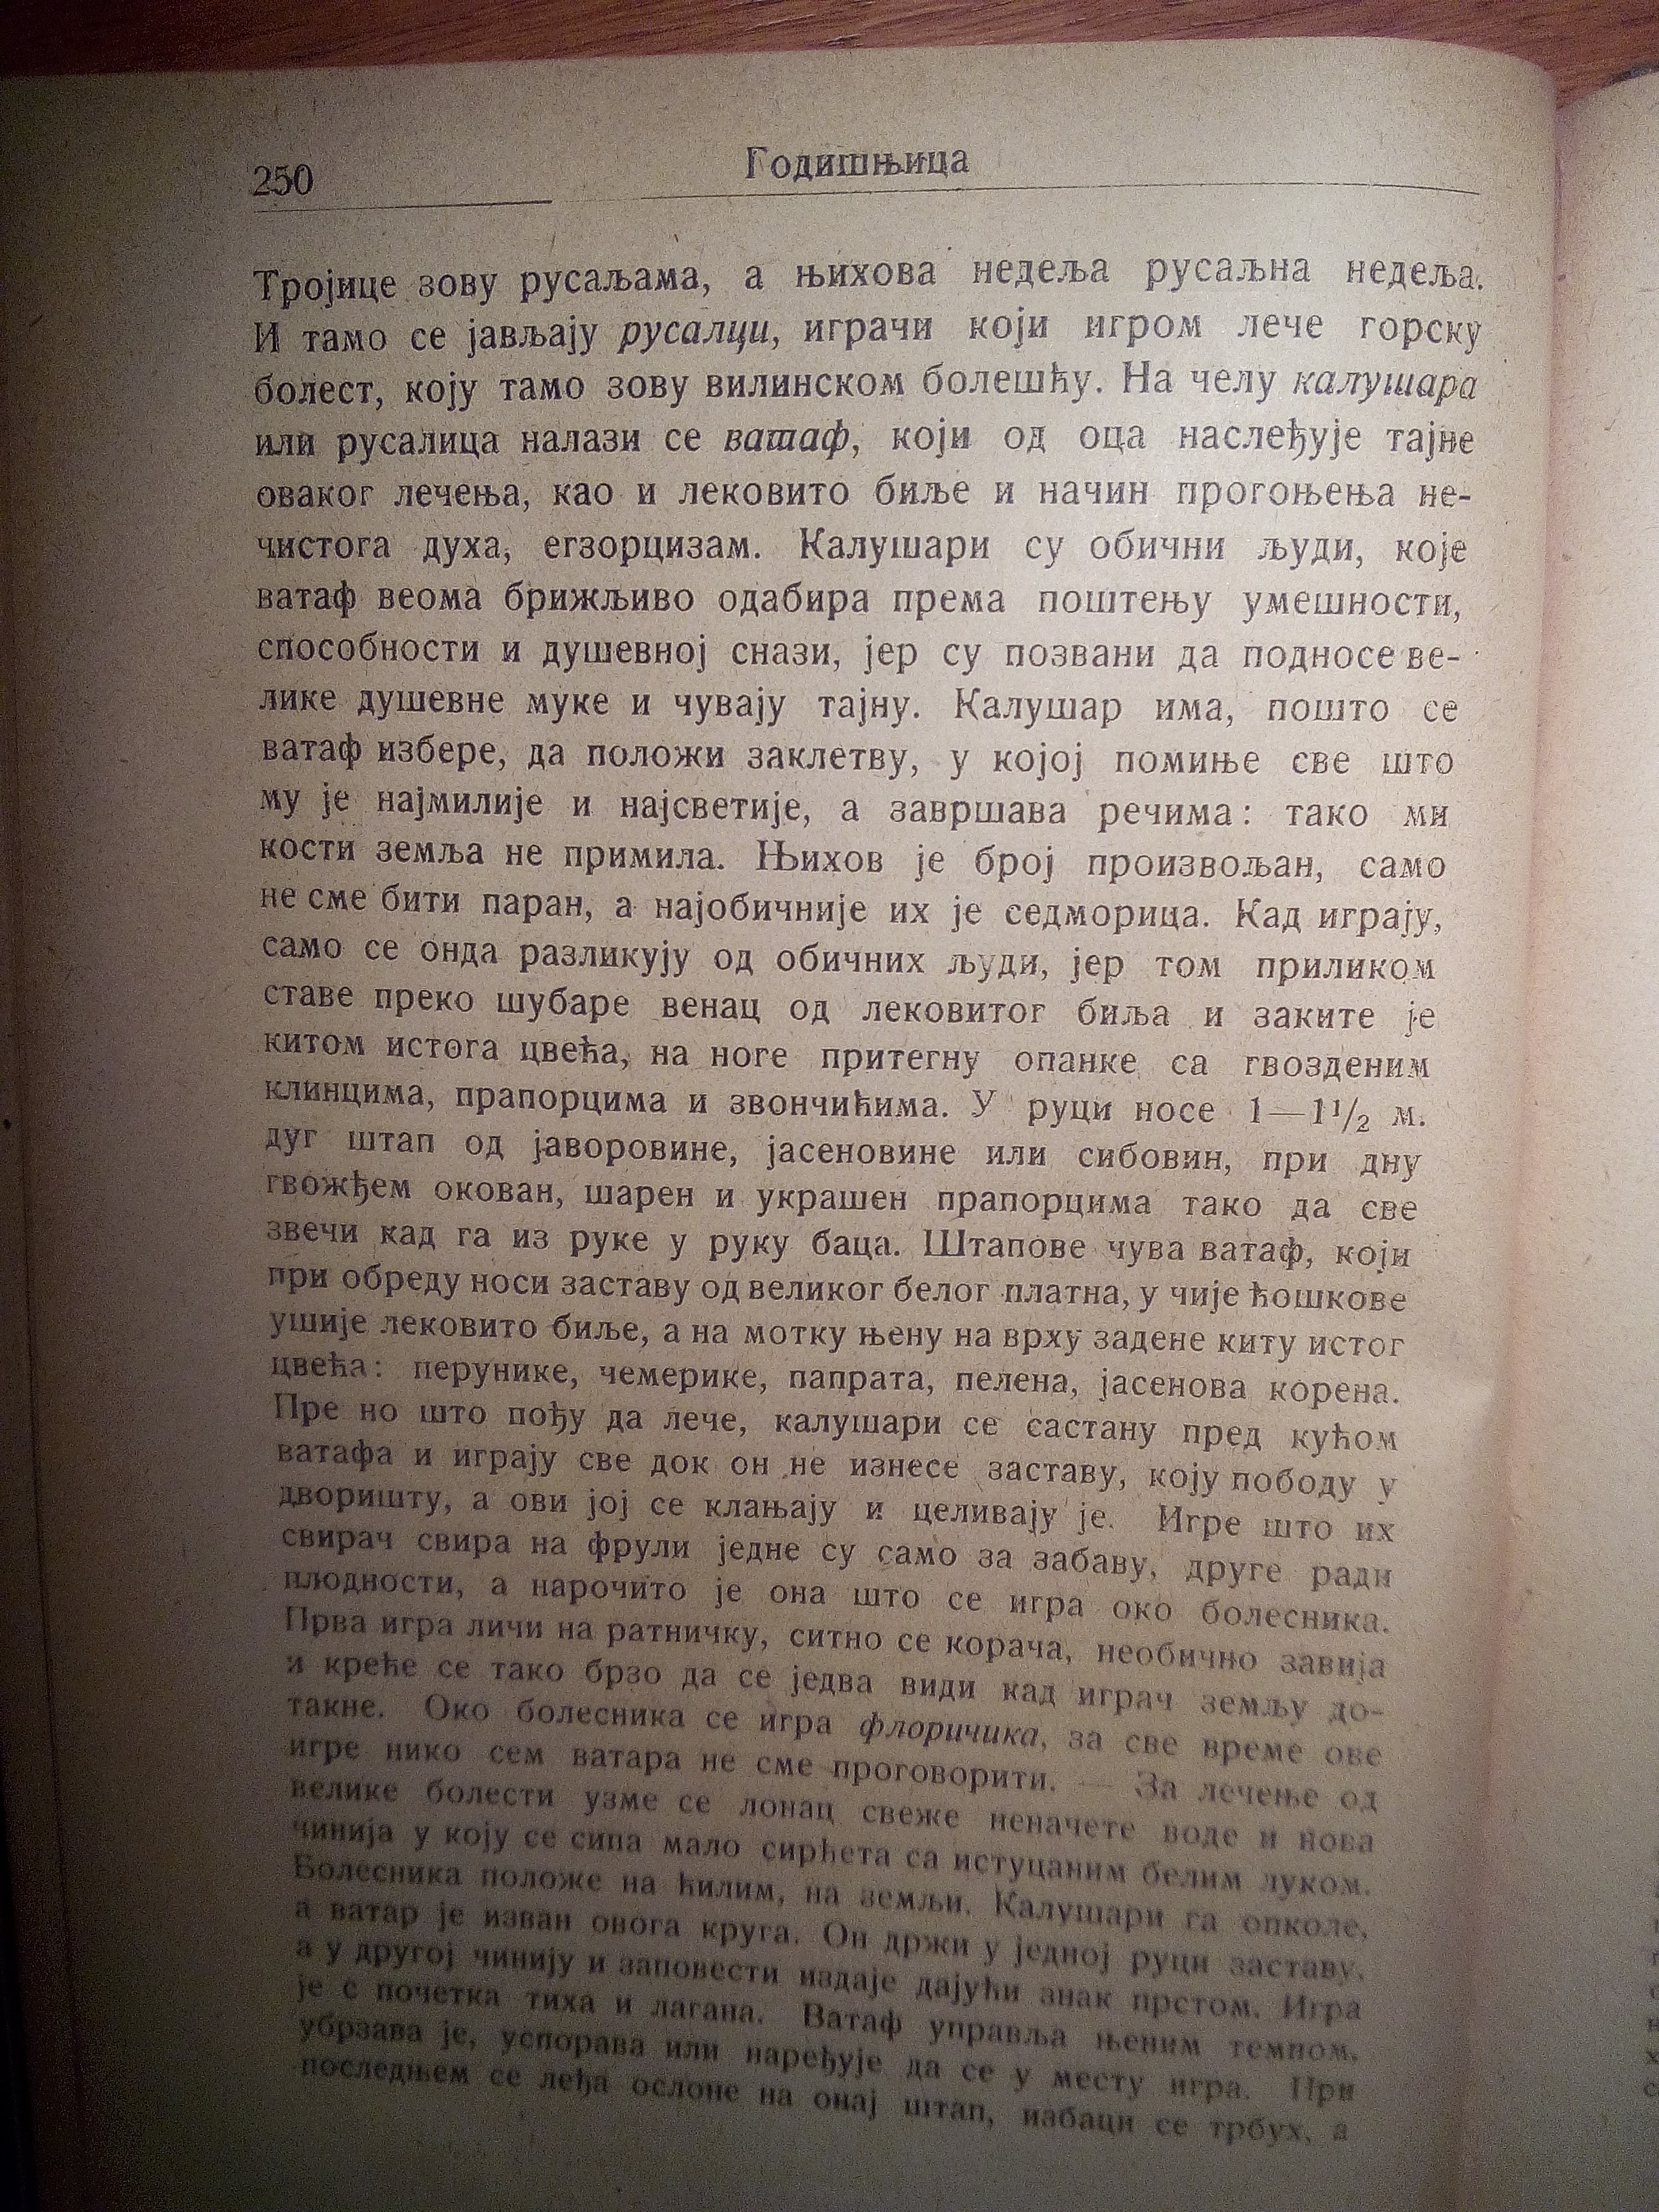 250
Годишњица
Тројице зову русаљама, а њихова недеља русаљна недеља.
И тамо се јављају русалци, играчи који игром лече горску
болест, коју тамо зову вилинском болешћу. На челу калушара
или русалица налази се ватаф, који од оца наслеђује тајне
оваког лечења, као и лековито биље и начин прогоњења не-
чистога духа, егзорцизам. Калушари су обични људи, које
ватаф веома брижљиво одабира према поштењу умешности,
способности и душевној снази, јер су позвани да подносе ве-
лике душевне муке и чувају тајну. Калушар има, пошто се
ватаф избере, да положи заклетву, у којој помиње све што
му је најмилије и најсветије, а завршава речима: тако ми
кости земља не примила. Њихов је број произвољан, само
не сме бити паран, а најобичније их је седморица. Кад играју,
само се онда разликују од обичних људи, јер том приликом
ставе преко шубаре венац од лековитог биља и заките је
китом истога цвећа, на ноге притегну опанке са гвозденим
клинцима, прапорцима и звончићима. У руци носе 1—1¹/₂ м.
дуг штап од јаворовине, јасеновине или сибовин, при дну
гвожђем окован, шарен и украшен прапорцима тако да све
звечи кад га из руке у руку баца. Штапове чува ватаф, који
при обреду носи заставу од великог белог платна, у чије ћошкове
ушије лековито биље, а на мотку њену на врху задене киту истог
цвећа: перунике, чемерике, папрата, пелена, јасенова корена.
Пре но што пођу да лече, калушари се састану пред кућом
ватафа и играју све док он не изнесе заставу, коју пободу у
дворишту, а ови јој се клањају и целивају је. Игре што их
свирач свира на фрули једне су само за забаву, друге ради
плодности, а нарочито је она што се игра око болесника.
Прва игра личи на ратничку, ситно се корача, необично завија
и креће се тако брзо да се једва види кад играч земљу до-
такне. Око болесника се игра флоричика, за све време ове
игре нико сем ватара не сме проговорити. — За лечење од
велике болести узме се лонац свеже неначете воде и нова
чинија у коју се сипа мало сирћета са истуцаним белим луком.
Болесника положе на ћилим, на земљи. Калушари га опколе,
а ватар је изван овога круга. Он држи у једној руци заставу,
а у другој чинију и заповести издаје дајући знак прстом. Игра
је с почетка тиха и лагана. Ватаф управља њеним темпом,
убрзава је, успорава или наређује да се у месту игра. При
последњем се леђа ослоне на онај штап, избаци се трбух, а